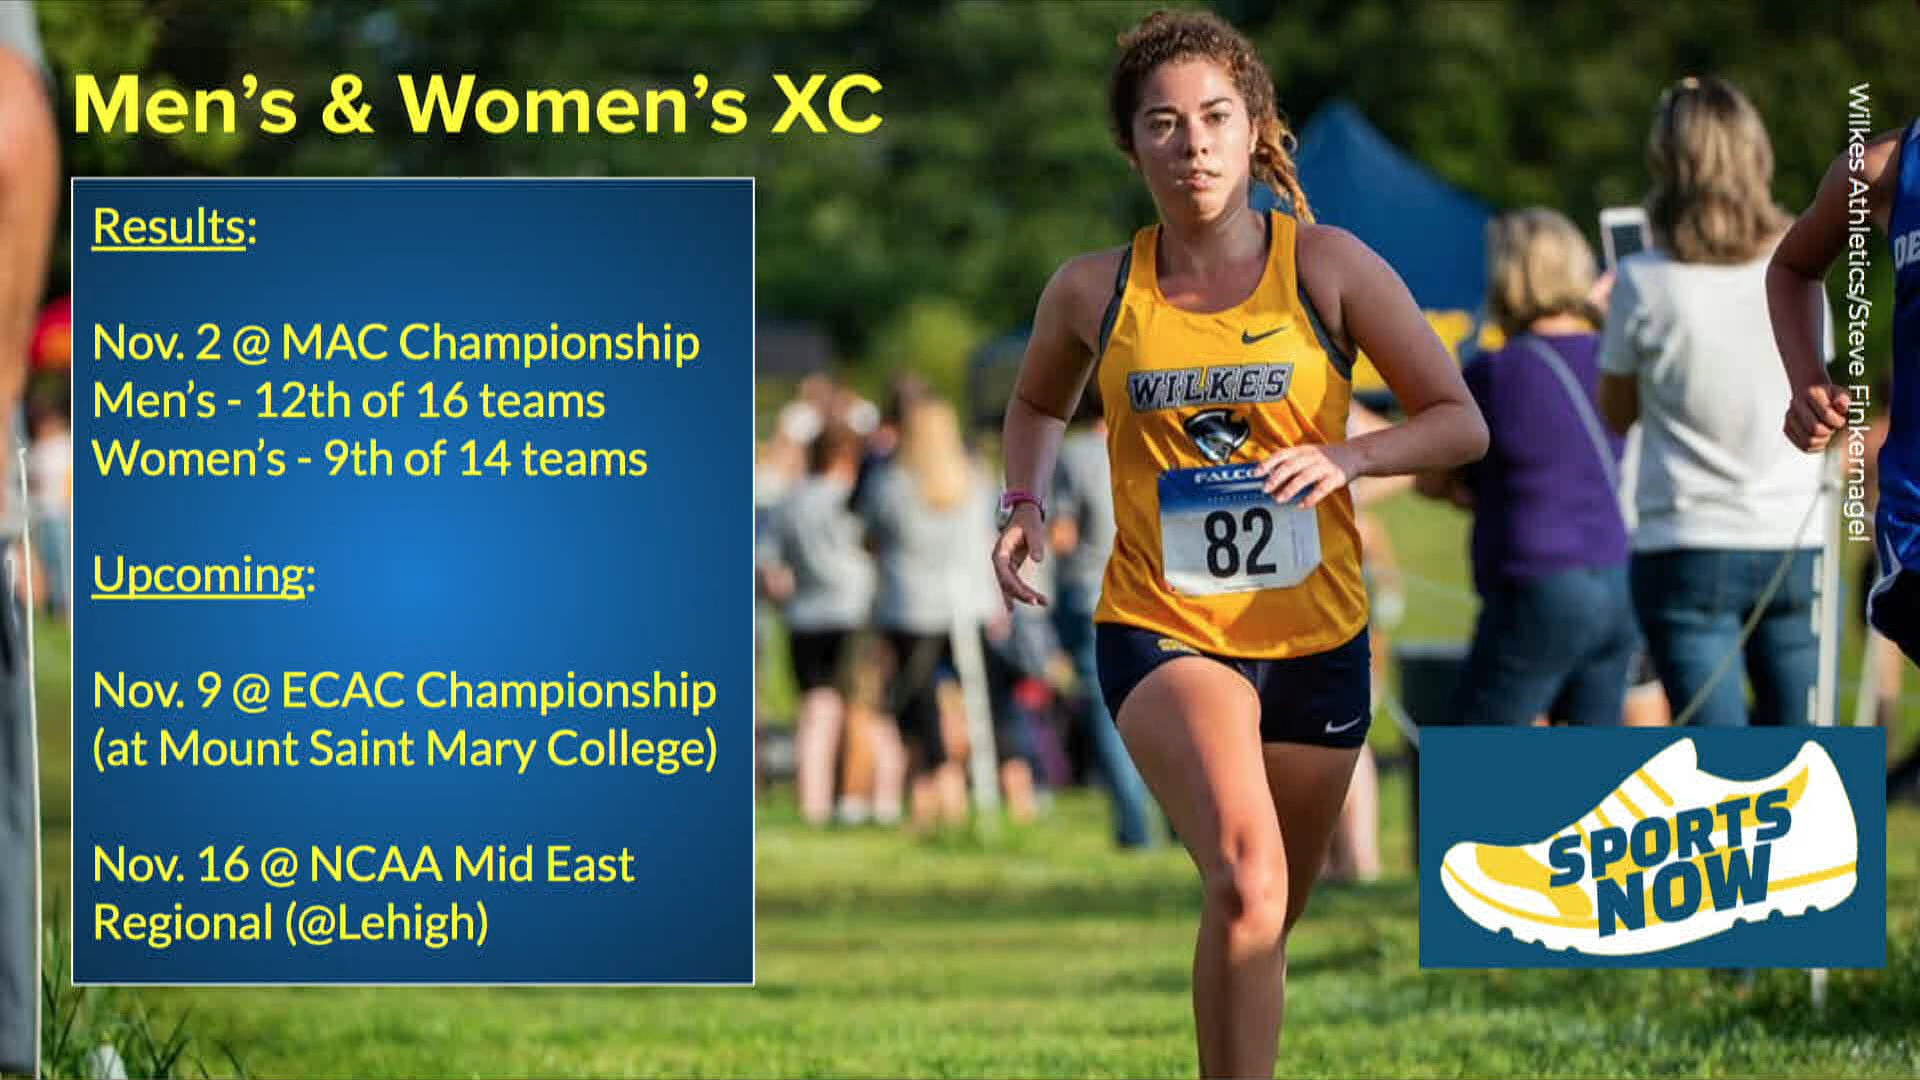 Men's & Women's XC
Results:
Nov. 2 @ MAC Championship
Men's - 12th of 16 teams
Women's - 9th of 14 teams
Upcoming:
Nov. 9 @ ECAC Championship
(at Mount Saint Mary College)
Nov. 16 @ NCAA Mid East
Regional (@Lehigh)
WILKES
82
Wilkes Athletics/Steve Finkernagel
SPORTS
NOW